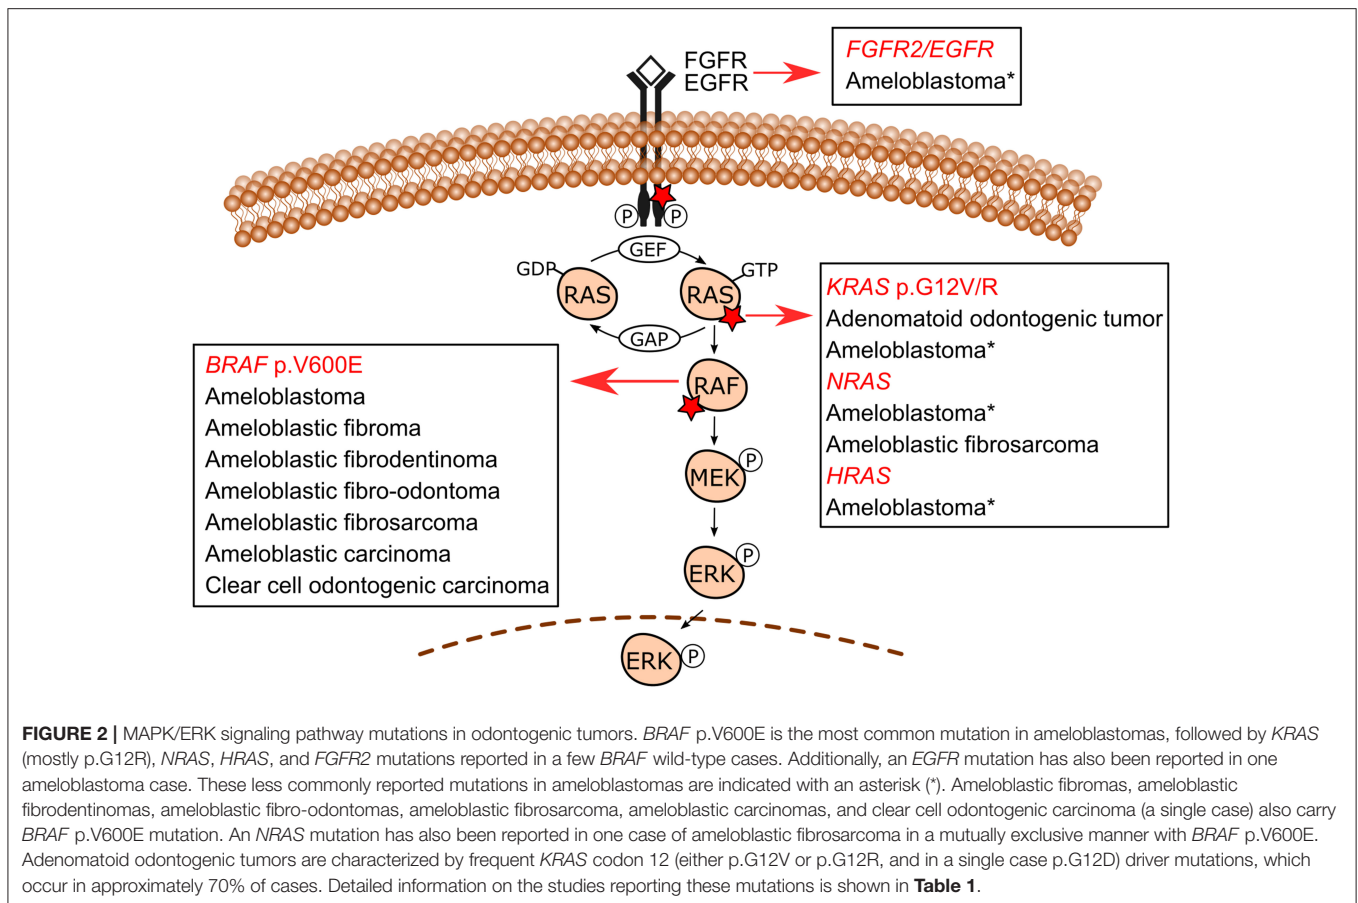 FGFR
EGFR
FGFR2/EGFR
Ameloblastoma*
P
P
GEF
GDP
RAS
GTP
RAS
GAP
KRAS p.G12V/R
Adenomatoid odontogenic tumor
Ameloblastoma*
NRAS
Ameloblastoma*
Ameloblastic fibrosarcoma
HRAS
Ameloblastoma*
BRAF p.V600E
Ameloblastoma
Ameloblastic fibroma
Ameloblastic fibrodentinoma
Ameloblastic fibro-odontoma
Ameloblastic fibrosarcoma
Ameloblastic carcinoma
Clear cell odontogenic carcinoma
RAF
MEK
P
ERK
P
ERK
P
FIGURE 2 | MAPK/ERK signaling pathway mutations in odontogenic tumors. BRAF p.V600E is the most common mutation in ameloblastomas, followed by KRAS
(mostly p.G12R), NRAS, HRAS, and FGFR2 mutations reported in a few BRAF wild-type cases. Additionally, an EGFR mutation has also been reported in one
ameloblastoma case. These less commonly reported mutations in ameloblastomas are indicated with an asterisk (*). Ameloblastic fibromas, ameloblastic
fibrodentinomas, ameloblastic fibro-odontomas, ameloblastic fibrosarcoma, ameloblastic carcinomas, and clear cell odontogenic carcinoma (a single case) also carry
BRAF p.V600E mutation. An NRAS mutation has also been reported in one case of ameloblastic fibrosarcoma in a mutually exclusive manner with BRAF p.V600E.
Adenomatoid odontogenic tumors are characterized by frequent KRAS codon 12 (either p.G12V or p.G12R, and in a single case p.G12D) driver mutations, which
occur in approximately 70% of cases. Detailed information on the studies reporting these mutations is shown in Table 1.